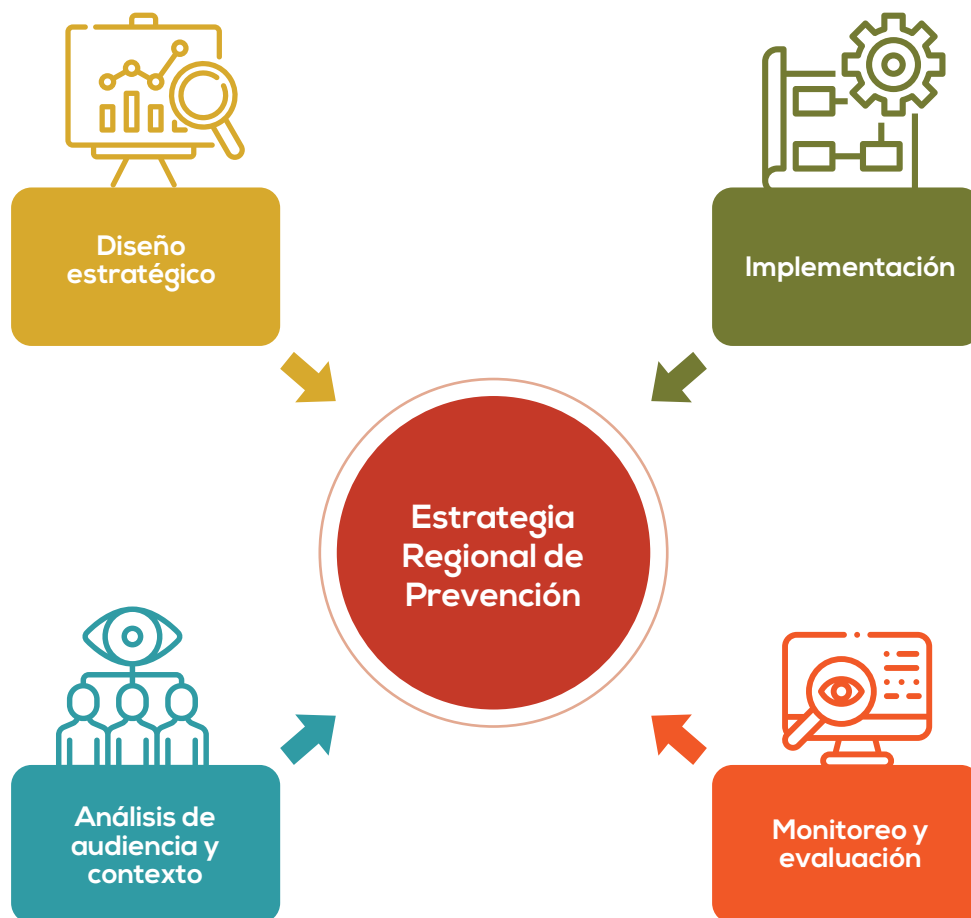 Diseño
estratégico
Implementación
Estrategia
Regional de
Prevención
Análisis de
audiencia y
contexto
Monitoreo y
evaluación